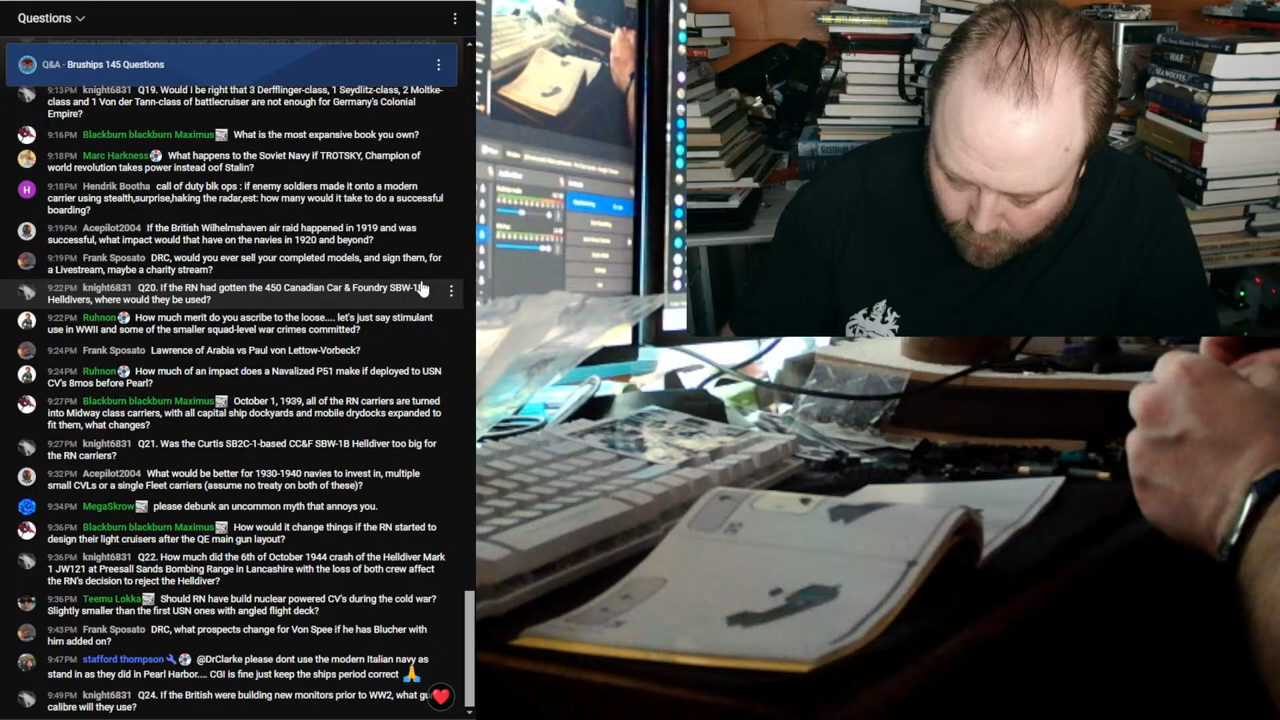 Questions
Q&A · Bruships 145 Questions
9:13PM knight6831 Q19. Would I be right that 3 Derfflinger-class, 1 Seydlitz-class, 2 Moltke-
class and 1 Von der Tann-class of battlecruiser are not enough for Germany's Colonial
Empire?
9:16PM Blackburn blackburn Maximus What is the most expansive book you own?
9:18PM Marc Harkness What happens to the Soviet Navy if TROTSKY, Champion of
world revolution takes power instead oof Stalin?
H 9:18PM Hendrik Bootha call of duty blk ops : if enemy soldiers made it onto a modern
carrier using stealth,surprise,haking the radar,est: how many would it take to do a successful
boarding?
9:19PM Acepilot2004 If the British Wilhelmshaven air raid happened in 1919 and was
successful, what impact would that have on the navies in 1920 and beyond?
9:19PM Frank Sposato DRC, would you ever sell your completed models, and sign them, for
a Livestream, maybe a charity stream?
9:22PM knight6831 Q20. If the RN had gotten the 450 Canadian Car & Foundry
Helldivers, where would they be used?
9:22PM Ruhnon How much merit do you ascribe to the loose.... let's just say stimulant
use in WWII and some of the smaller squad-level war crimes committed?
9:24PM Frank Sposato Lawrence of Arabia vs Paul von Lettow-Vorbeck?
9:24PM Ruhnon How much of an impact does a Navalized P51 make if deployed to USN
CV's 8mos before Pearl?
9:27PM Blackburn blackburn Maximus October 1, 1939, all of the RN carriers are turned
into Midway class carriers, with all capital ship dockyards and mobile drydocks expanded to
fit them, what changes?
9:27PM knight6831 Q21. Was the Curtis SB2C-1-based CC&F SBW-1B Helldiver too big for
the RN carriers?
9:32PM Acepilot2004 What would be better for 1930-1940 navies to invest in, multiple
small CVLs or a single Fleet carriers (assume no treaty on both of these)?
9:34PM MegaSkrow please debunk an uncommon myth that annoys you.
9:36PM Blackburn blackburn Maximus How would it change things if the RN started to
design their light cruisers after the QE main gun layout?
9:36PM knight6831 Q22. How much did the 6th of October 1944 crash of the Helldiver Mark
1 JW121 at Preesall Sands Bombing Range in Lancashire with the loss of both crew affect
the RN's decision to reject the Helldiver?
9:36PM Teemu Lokka Should RN have build nuclear powered CV's during the cold war?
Slightly smaller than the first USN ones with angled flight deck?
9:43PM Frank Sposato DRC, what prospects change for Von Spee if he has Blucher with
him added on?
9:47PM stafford thompson @DrClarke please dont use the modern Italian navy as
stand in as they did in Pearl Harbor.... CGI is fine just keep the ships period correct 🙏
9:49PM knight6831 Q24. If the British were building new monitors prior to WW2, what
calibre will they use?
WAR
SEA WOLVES